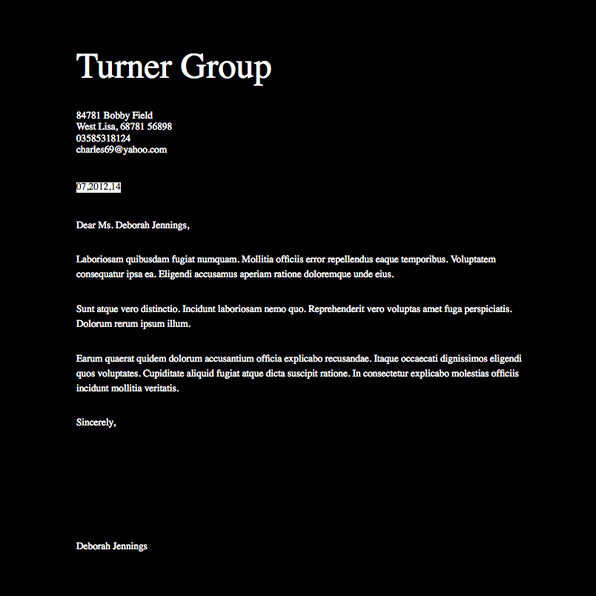 Turner Group
84781 Bobby Field
West Lisa, 68781 56898
03585318124
charles69@yahoo.com
07,2012,14
Dear Ms. Deborah Jennings,
Laboriosam quibusdam fugiat numquam. Mollitia officiis error repellendus eaque temporibus. Voluptatem
consequatur ipsa ea. Eligendi accusamus aperiam ratione doloremque unde eius.
Sunt atque vero distinctio. Incidunt laboriosam nemo quo. Reprehenderit vero voluptas amet fuga perspiciatis.
Dolorum rerum ipsum illum.
Earum quaerat quidem dolorum accusantium officia explicabo recusandae. Itaque occaecati dignissimos eligendi
quos voluptates. Cupiditate aliquid fugiat atque dicta suscipit ratione. In consectetur explicabo molestias officiis
incidunt mollitia veritatis.
Sincerely,
Deborah Jennings